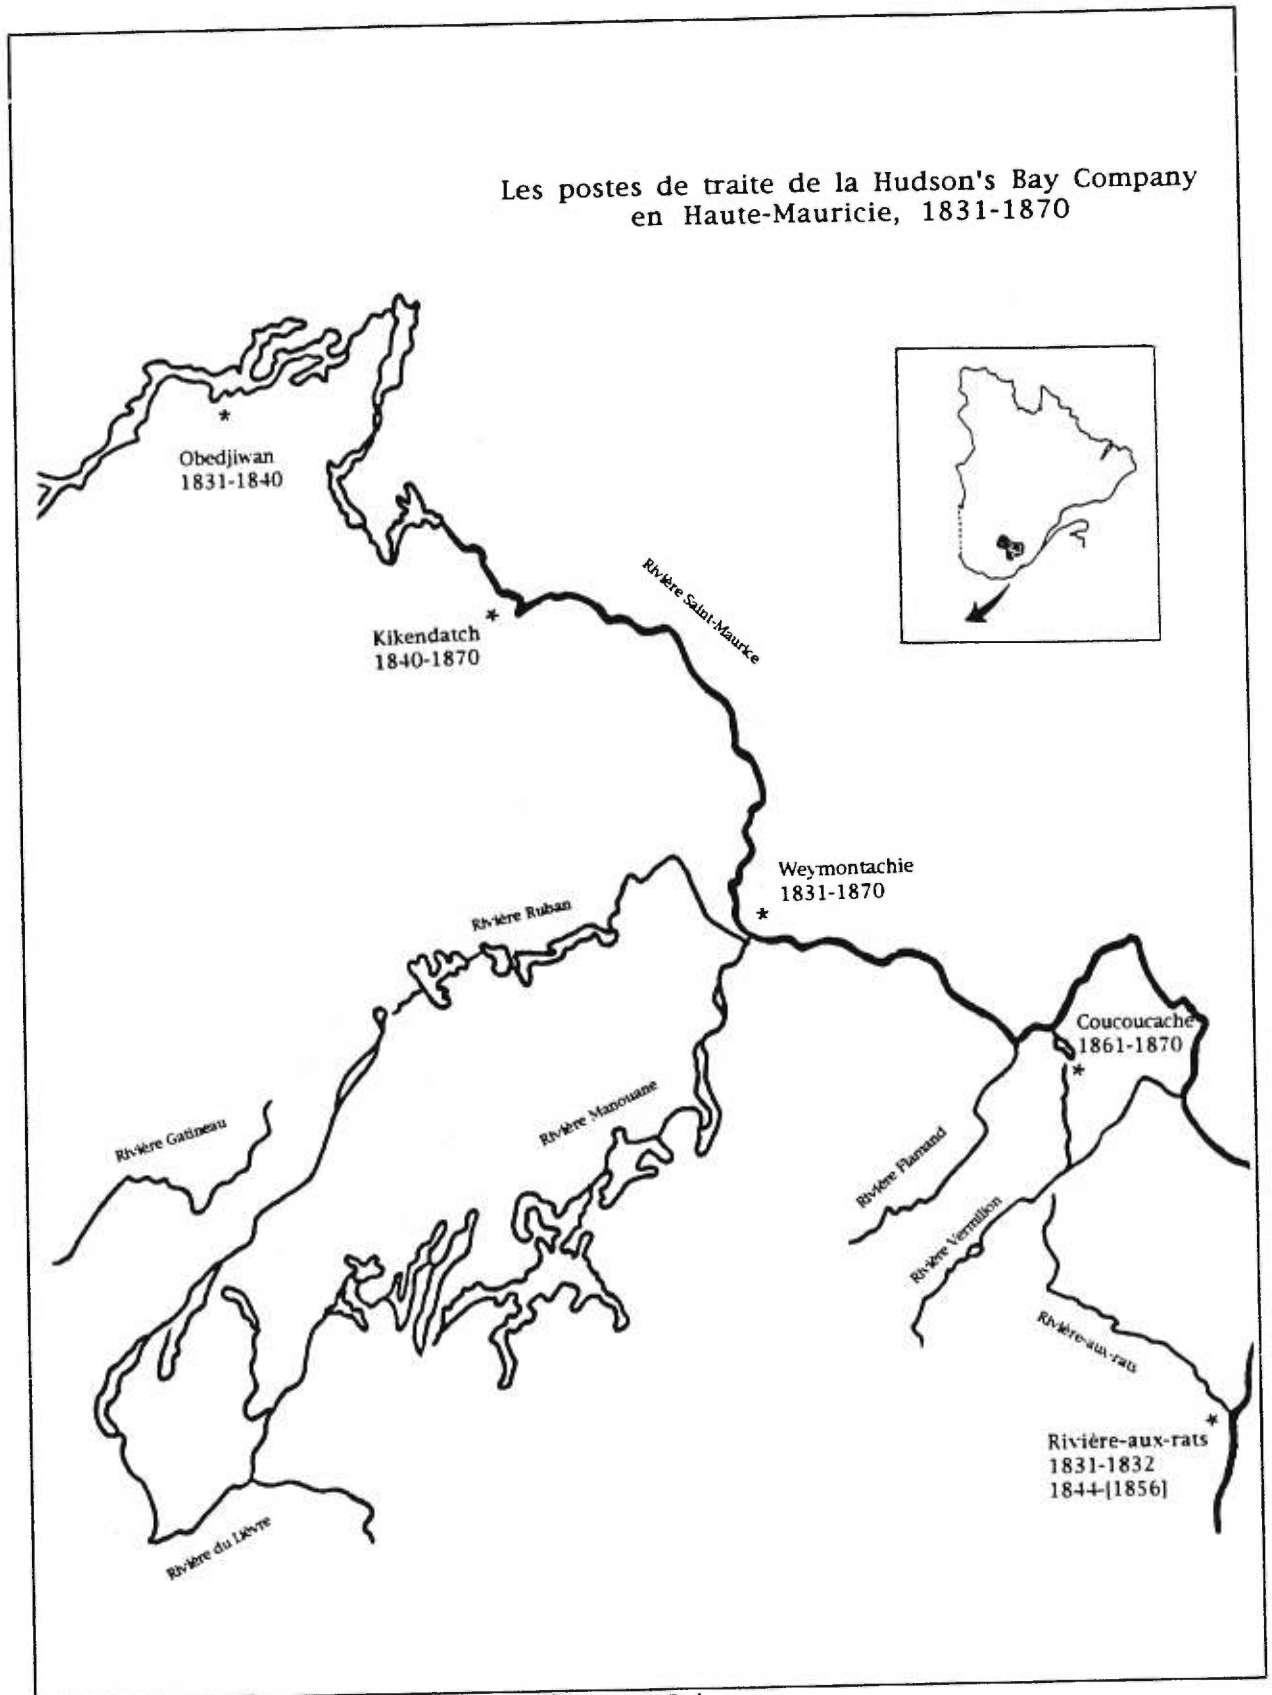 Les postes de traite de la Hudson's Bay Company
en Haute-Mauricie, 1831-1870
Obedjiwan
1831-1840
Rivière Saint-Maurice
Kikendatch
1840-1870
Weymontachie
1831-1870
Rivière Ruban
Coucoucache
1861-1870
Rivière Manouane
Rivière Gatineau
Rivière Flamand
Rivière Vermilion
Rivière-aux-rats
Rivière-aux-rats
1831-1832
1844-[1856]
Rivière du Lièvre